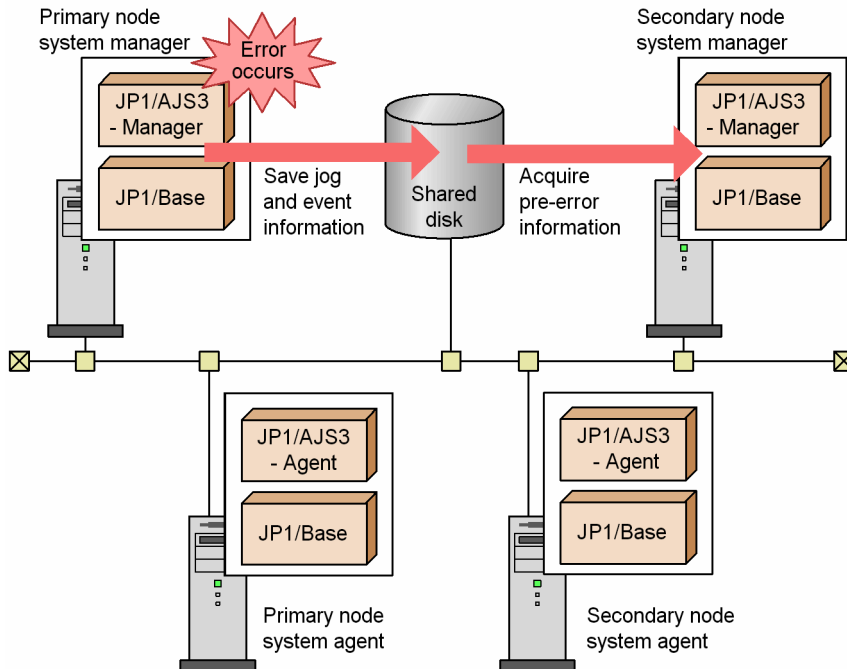 Primary node
system manager
Error
occurs
JP1/AJS3
- Manager
JP1/Base
Save jog
and event
information
Shared
disk
Acquire
pre-error
information
Secondary node
system manager
JP1/AJS3
- Manager
JP1/Base
JP1/AJS3
- Agent
JP1/Base
Primary node
system agent
JP1/AJS3
- Agent
JP1/Base
Secondary node
system agent